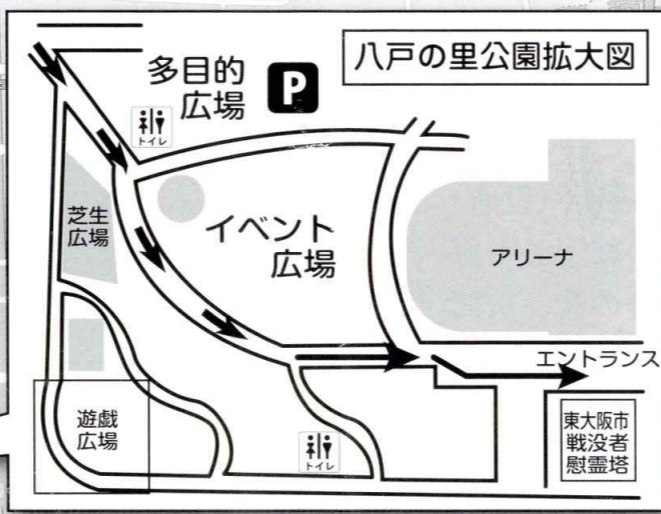 八戸の里公園拡大図
多目的
広場
P
トイレ
芝生
広場
イベント
広場
アリーナ
エントランス
遊戯
広場
トイレ
東大阪市
戦没者
慰霊塔